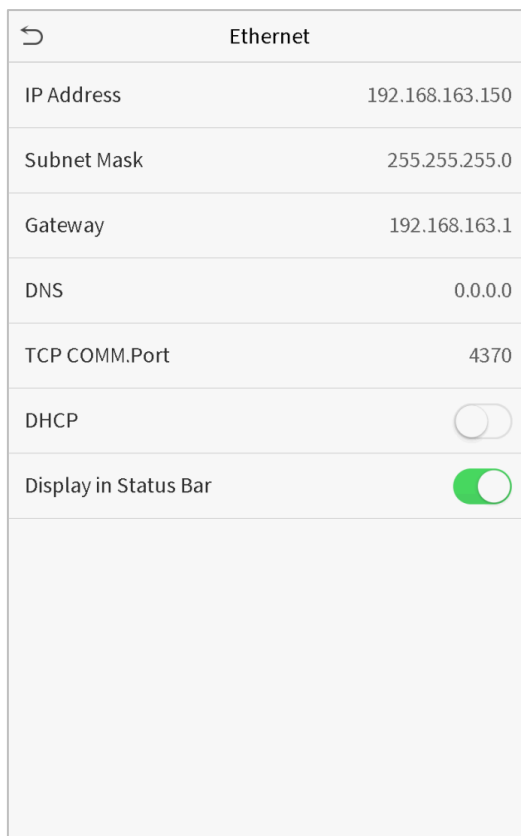 Ethernet
IP Address 192.168.163.150
Subnet Mask 255.255.255.0
Gateway 192.168.163.1
DNS 0.0.0.0
TCP COMM.Port 4370
DHCP
Display in Status Bar